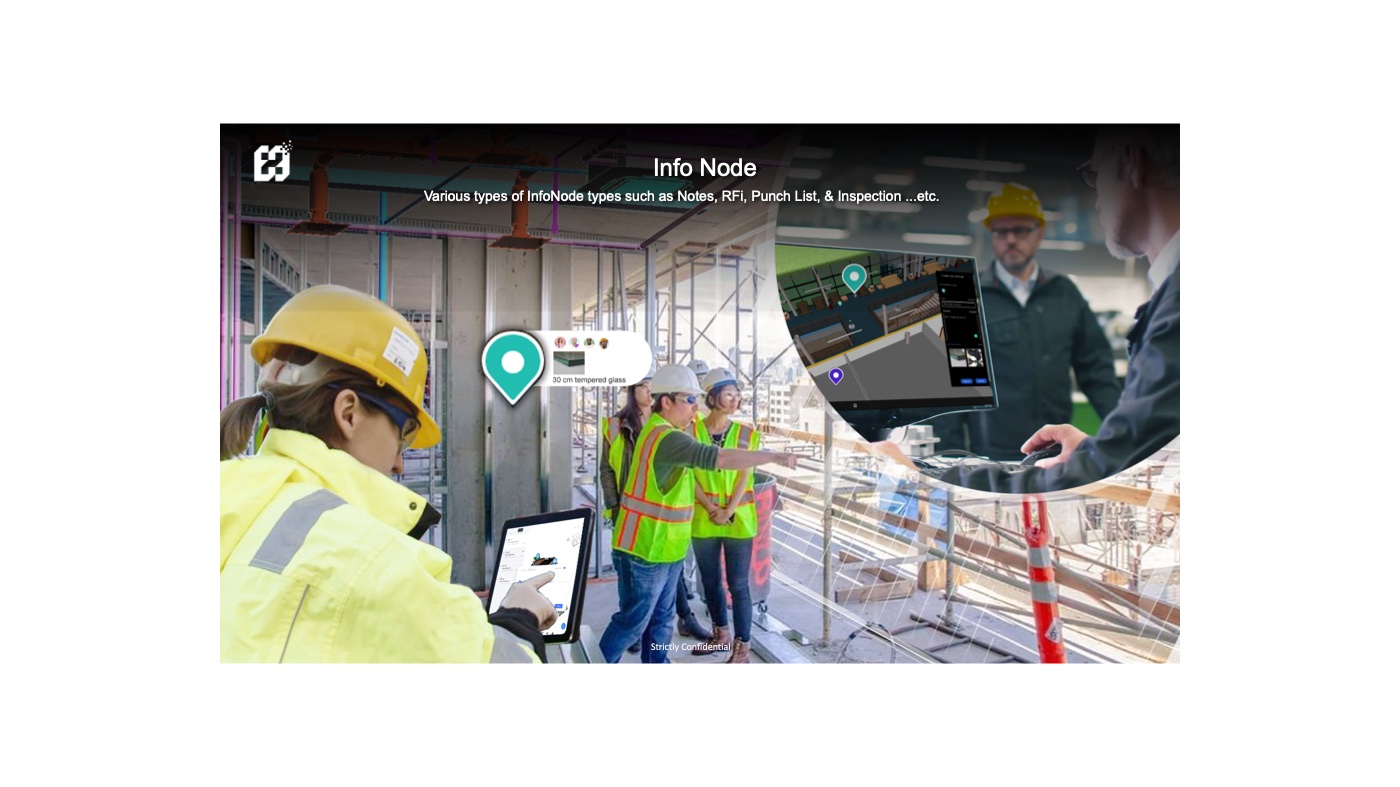 Info Node
Various types of InfoNode types such as Notes, RFi, Punch List, & Inspection ...etc.
30 cm tempered glass
Strictly Confidential